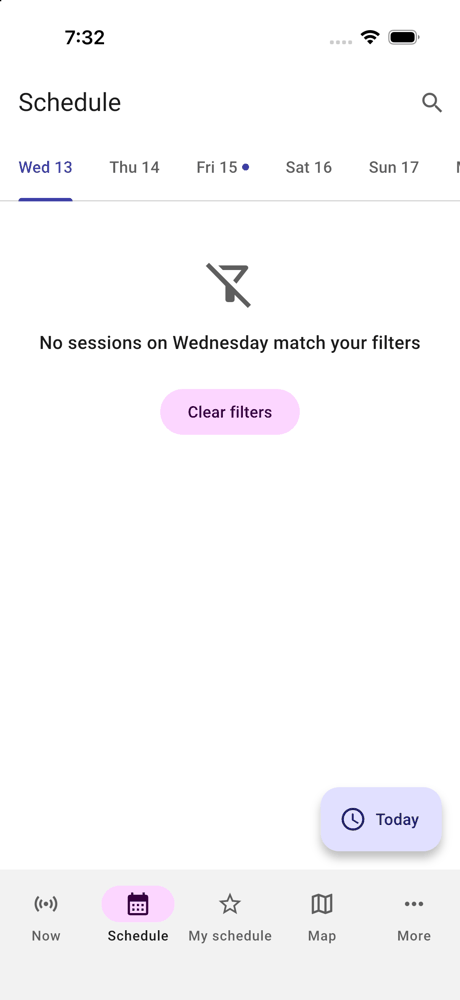 7:32
Schedule
Wed 13 Thu 14 Fri 15 Sat 16 Sun 17
No sessions on Wednesday match your filters
Clear filters
Today
Now Schedule My schedule Map More